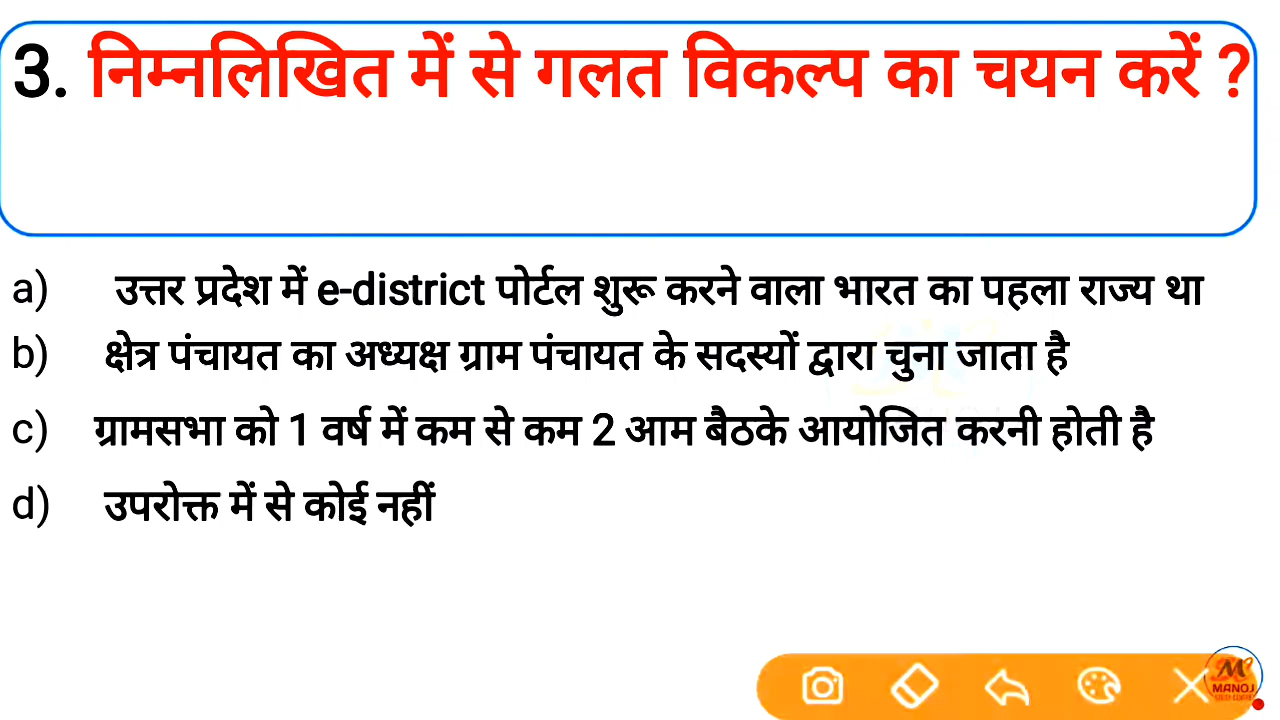 3. निम्नलिखित में से गलत विकल्प का चयन करें ?
a) उत्तर प्रदेश में e-district पोर्टल शुरू करने वाला भारत का पहला राज्य था
b) क्षेत्र पंचायत का अध्यक्ष ग्राम पंचायत के सदस्यों द्वारा चुना जाता है
c) ग्रामसभा को 1 वर्ष में कम से कम 2 आम बैठके आयोजित करनी होती है
d) उपरोक्त में से कोई नहीं
MANOJ